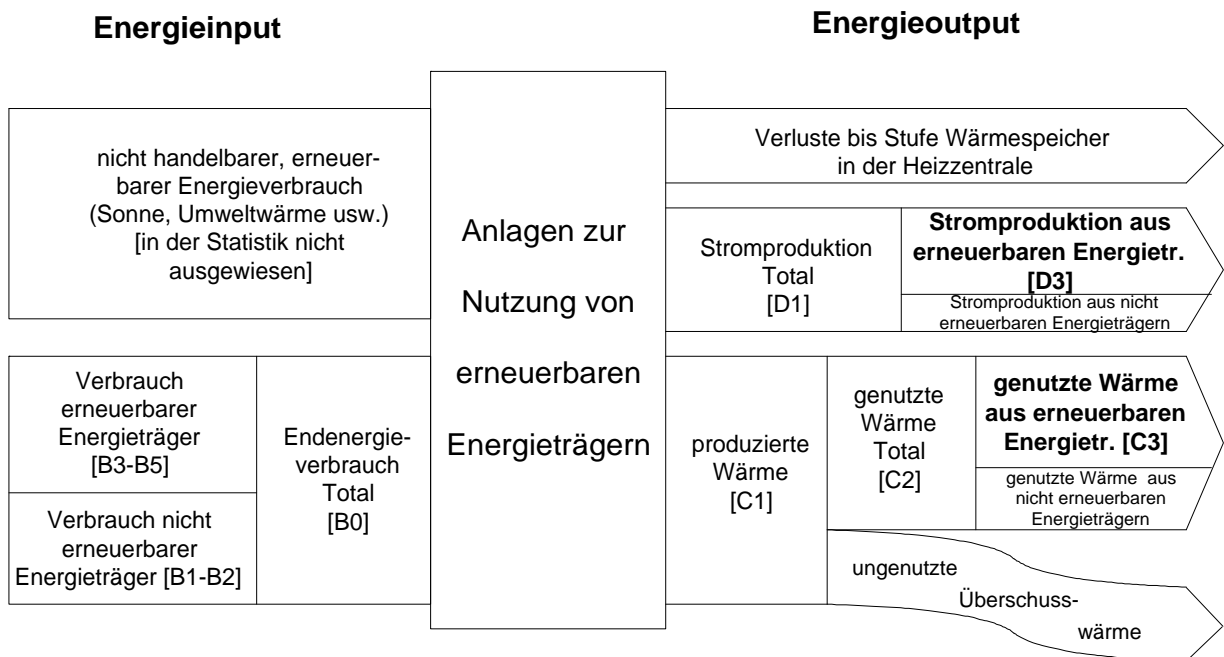 Energieinput
Energieoutput
nicht handelbarer, erneuer-
barer Energieverbrauch
(Sonne, Umweltwärme usw.)
[in der Statistik nicht
ausgewiesen]
Verbrauch
erneuerbarer
Energieträger
[B3-B5]
Verbrauch nicht
erneuerbarer
Energieträger [B1-B2]
Endenergie-
verbrauch
Total
[B0]
Anlagen zur
Nutzung von
erneuerbaren
Energieträgern
Verluste bis Stufe Wärmespeicher
in der Heizzentrale
Stromproduktion
Total
[D1]
Stromproduktion aus
erneuerbaren Energietr.
[D3]
Stromproduktion aus nicht
erneuerbaren Energieträgern
produzierte
Wärme
[C1]
genutzte
Wärme
Total
[C2]
genutzte Wärme
aus erneuerbaren
Energietr. [C3]
genutzte Wärme aus
nicht erneuerbaren
Energieträgern
ungenutzte
Überschuss-
wärme